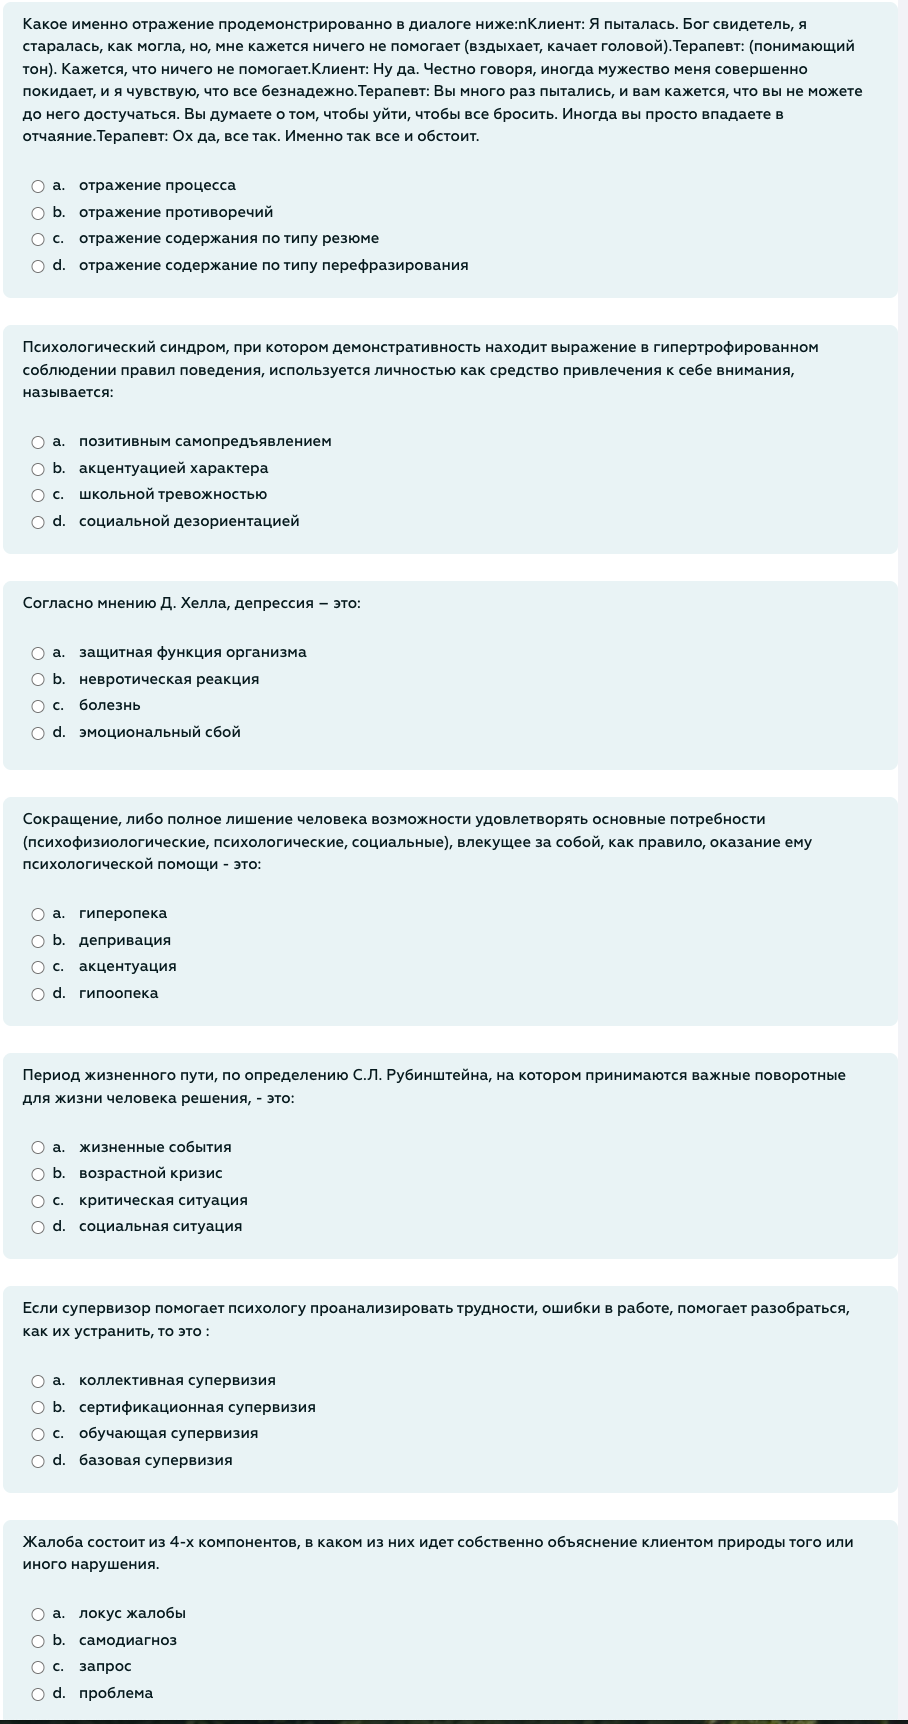 Какое именно отражение продемонстрированно в диалоге ниже:nКлиент: Я пыталась. Бог свидетель, я
старалась, как могла, но, мне кажется ничего не помогает (вздыхает, качает головой).Терапевт: (понимающий
тон). Кажется, что ничего не помогает.Клиент: Ну да. Честно говоря, иногда мужество меня совершенно
покидает, и я чувствую, что все безнадежно.Терапевт: Вы много раз пытались, и вам кажется, что вы не можете
до него достучаться. Вы думаете о том, чтобы уйти, чтобы все бросить. Иногда вы просто впадаете в
отчаяние.Терапевт: Ох да, все так. Именно так все и обстоит.
a. отражение процесса
b. отражение противоречий
c. отражение содержания по типу резюме
d. отражение содержание по типу перефразирования
Психологический синдром, при котором демонстративность находит выражение в гипертрофированном
соблюдении правил поведения, используется личностью как средство привлечения к себе внимания,
называется:
a. позитивным самопредъявлением
b. акцентуацией характера
c. школьной тревожностью
d. социальной дезориентацией
Согласно мнению Д. Хелла, депрессия – это:
a. защитная функция организма
b. невротическая реакция
c. болезнь
d. эмоциональный сбой
Сокращение, либо полное лишение человека возможности удовлетворять основные потребности
(психофизиологические, психологические, социальные), влекущее за собой, как правило, оказание ему
психологической помощи - это:
a. гиперопека
b. депривация
c. акцентуация
d. гипоопека
Период жизненного пути, по определению С.Л. Рубинштейна, на котором принимаются важные поворотные
для жизни человека решения, - это:
a. жизненные события
b. возрастной кризис
c. критическая ситуация
d. социальная ситуация
Если супервизор помогает психологу проанализировать трудности, ошибки в работе, помогает разобраться,
как их устранить, то это :
a. коллективная супервизия
b. сертификационная супервизия
c. обучающая супервизия
d. базовая супервизия
Жалоба состоит из 4-х компонентов, в каком из них идет собственно объяснение клиентом природы того или
иного нарушения.
a. локус жалобы
b. самодиагноз
c. запрос
d. проблема